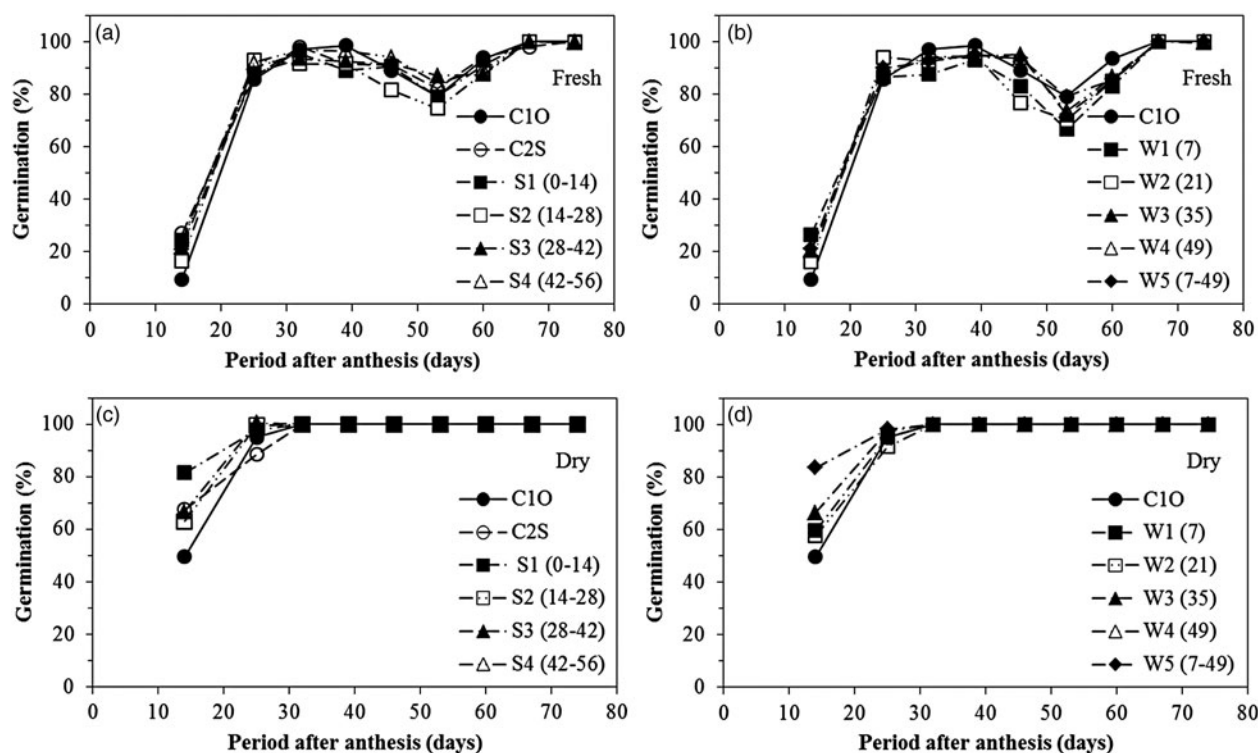 (a)
Germination (%)
100
80
60
40
20
0
Fresh
C1O
C2S
S1 (0-14)
S2 (14-28)
S3 (28-42)
S4 (42-56)
0 10 20 30 40 50 60 70 80
Period after anthesis (days)
(b)
Germination (%)
100
80
60
40
20
0
Fresh
C1O
W1 (7)
W2 (21)
W3 (35)
W4 (49)
W5 (7-49)
0 10 20 30 40 50 60 70 80
Period after anthesis (days)
(c)
Germination (%)
100
80
60
40
20
0
Dry
C1O
C2S
S1 (0-14)
S2 (14-28)
S3 (28-42)
S4 (42-56)
0 10 20 30 40 50 60 70 80
Period after anthesis (days)
(d)
Germination (%)
100
80
60
40
20
0
Dry
C1O
W1 (7)
W2 (21)
W3 (35)
W4 (49)
W5 (7-49)
0 10 20 30 40 50 60 70 80
Period after anthesis (days)